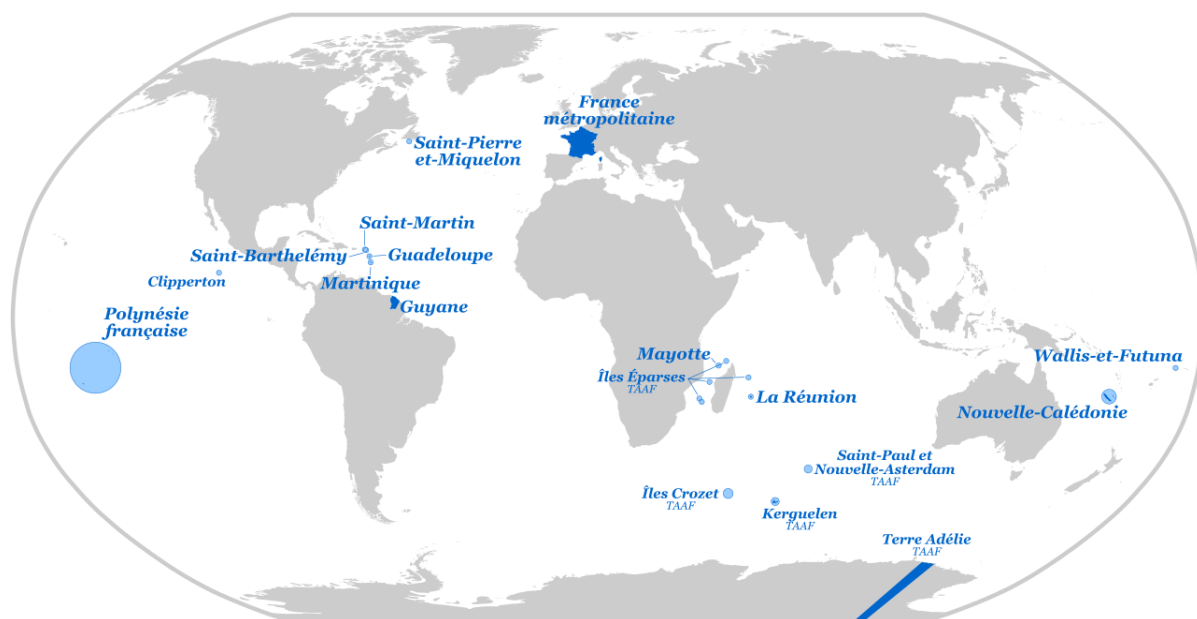 France
métropolitaine
Saint-Pierre
et-Miquelon
Saint-Martin
Saint-Barthelémy
Guadeloupe
Clipperton
Martinique
Guyane
Polynésie
française
Mayotte
Îles Éparses
TAAF
La Réunion
Wallis-et-Futuna
Nouvelle-Calédonie
Saint-Paul et
Nouvelle-Asterdam
TAAF
Îles Crozet
TAAF
Kerguelen
TAAF
Terre Adélie
TAAF